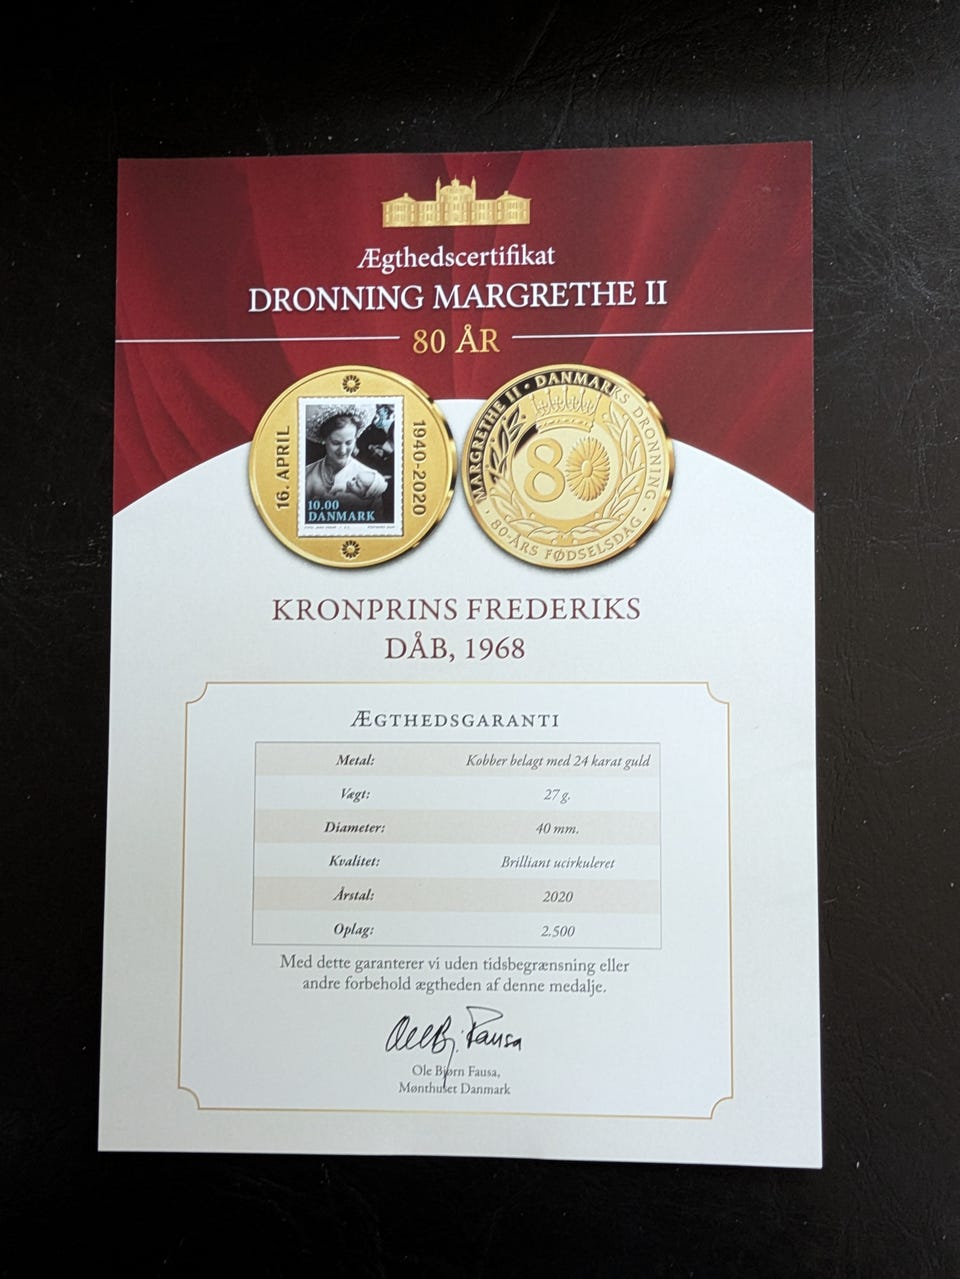 Ægthedscertifikat
DRONNING MARGRETHE II
80 ÅR
16. APRIL
1940-2020
10.00
DANMARK
MARGRETHE II · DANMARKS DRONNING
80
· 80-ÅRS FØDSELSDAG ·
KRONPRINS FREDERIKS
DÅB, 1968
ÆGTHEDSGARANTI
Metal: Kobber belagt med 24 karat guld
Vægt: 27 g.
Diameter: 40 mm.
Kvalitet: Brilliant ucirkuleret
Årstal: 2020
Oplag: 2.500
Med dette garanterer vi uden tidsbegrænsning eller
andre forbehold ægtheden af denne medalje.
Ole Bj. Fausa
Ole Bjørn Fausa,
Mønthuset Danmark